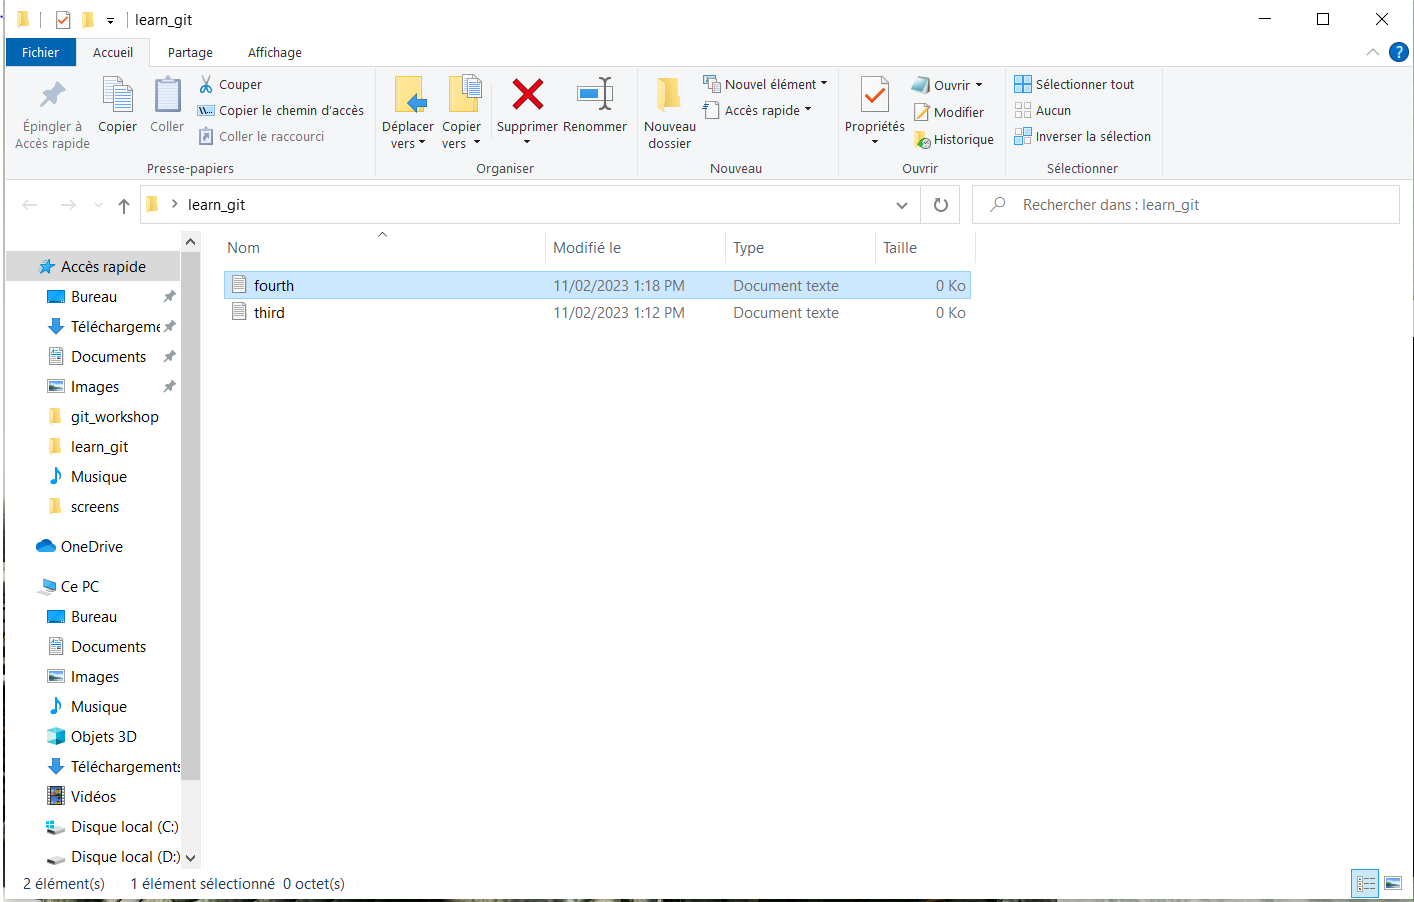 learn_git
Fichier Accueil Partage Affichage
?
Épingler à
Accès rapide
Copier
Coller
Couper
Copier le chemin d'accès
Coller le raccourci
Presse-papiers
Déplacer
vers
Copier
vers
Supprimer
Renommer
Organiser
Nouveau
dossier
Nouvel élément
Accès rapide
Nouveau
Propriétés
Ouvrir
Modifier
Historique
Ouvrir
Sélectionner tout
Aucun
Inverser la sélection
Sélectionner
learn_git
Rechercher dans : learn_git
Accès rapide
Bureau
Téléchargeme
Documents
Images
git_workshop
learn_git
Musique
screens
OneDrive
Ce PC
Bureau
Documents
Images
Musique
Objets 3D
Téléchargements
Vidéos
Disque local (C:)
Disque local (D:)
Nom Modifié le Type Taille
fourth 11/02/2023 1:18 PM Document texte 0 Ko
third 11/02/2023 1:12 PM Document texte 0 Ko
2 élément(s) 1 élément sélectionné 0 octet(s)